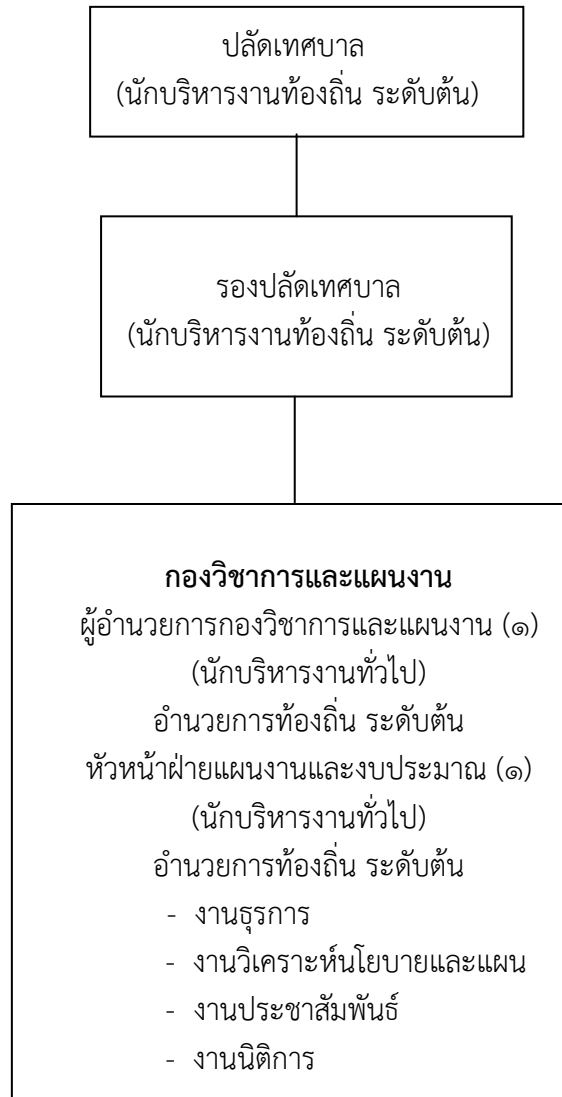 ปลัดเทศบาล
(นักบริหารงานท้องถิ่น ระดับต้น)
รองปลัดเทศบาล
(นักบริหารงานท้องถิ่น ระดับต้น)
กองวิชาการและแผนงาน
ผู้อำนวยการกองวิชาการและแผนงาน (๑)
(นักบริหารงานทั่วไป)
อำนวยการท้องถิ่น ระดับต้น
หัวหน้าฝ่ายแผนงานและงบประมาณ (๑)
(นักบริหารงานทั่วไป)
อำนวยการท้องถิ่น ระดับต้น
- งานธุรการ
- งานวิเคราะห์นโยบายและแผน
- งานประชาสัมพันธ์
- งานนิติการ